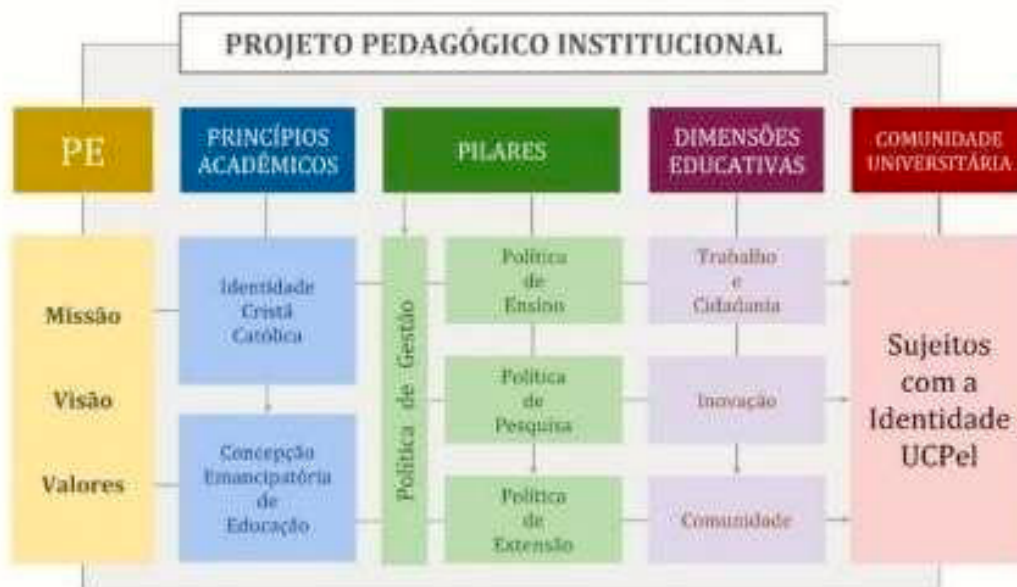 PROJETO PEDAGÓGICO INSTITUCIONAL
PE
PRINCÍPIOS
ACADÊMICOS
PILARES
DIMENSÕES
EDUCATIVAS
COMUNIDADE
UNIVERSITÁRIA
Missão
Visão
Valores
Identidade
Cristã
Católica
Concepção
Emancipatória
de
Educação
Política de Gestão
Política
de
Ensino
Política
de
Pesquisa
Política
de
Extensão
Trabalho
e
Cidadania
Inovação
Comunidade
Sujeitos
com a
Identidade
UCPel